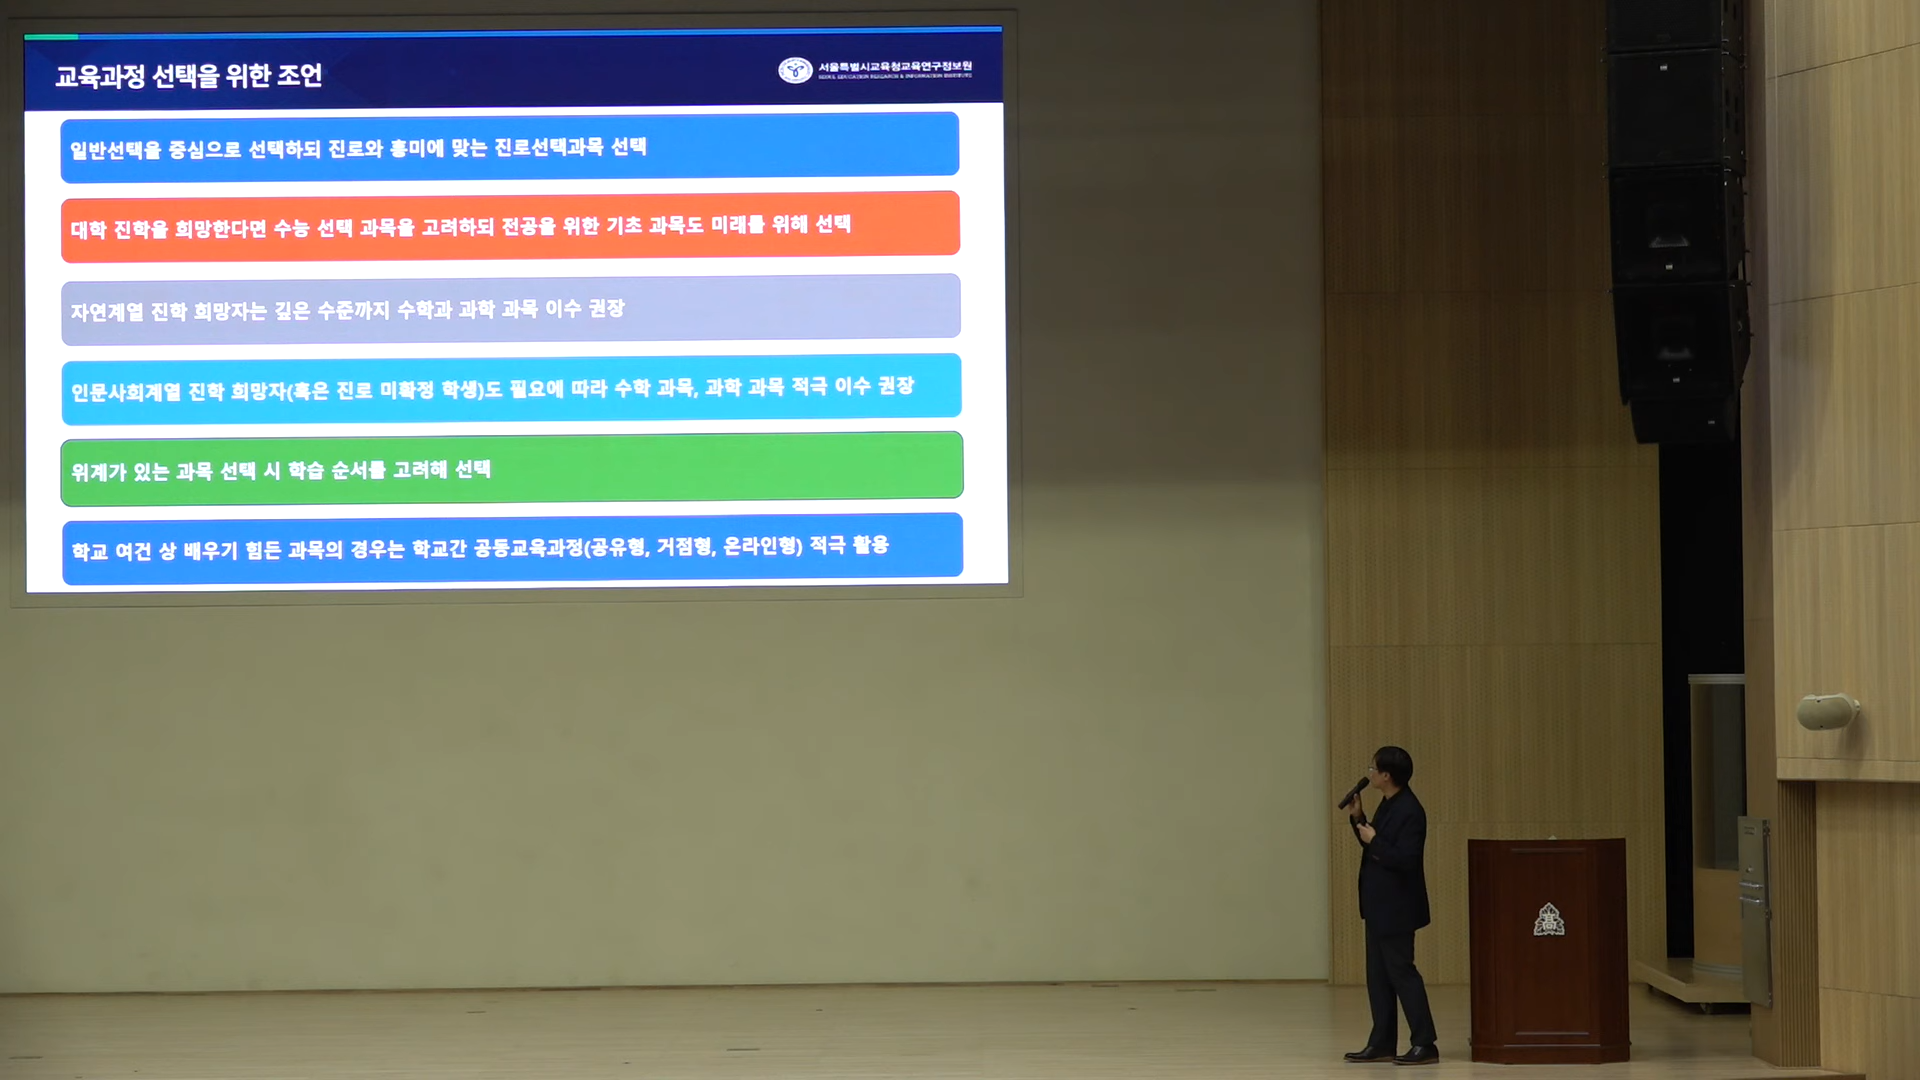 교육과정 선택을 위한 조언
서울특별시교육청교육연구정보원
SEOUL EDUCATION RESEARCH & INFORMATION INSTITUTE
일반선택을 중심으로 선택하되 진로와 흥미에 맞는 진로선택과목 선택
대학 진학을 희망한다면 수능 선택 과목을 고려하되 전공을 위한 기초 과목도 미래를 위해 선택
자연계열 진학 희망자는 깊은 수준까지 수학과 과학 과목 이수 권장
인문사회계열 진학 희망자(혹은 진로 미확정 학생)도 필요에 따라 수학 과목, 과학 과목 적극 이수 권장
위계가 있는 과목 선택 시 학습 순서를 고려해 선택
학교 여건 상 배우기 힘든 과목의 경우는 학교간 공동교육과정(공유형, 거점형, 온라인형) 적극 활용
高